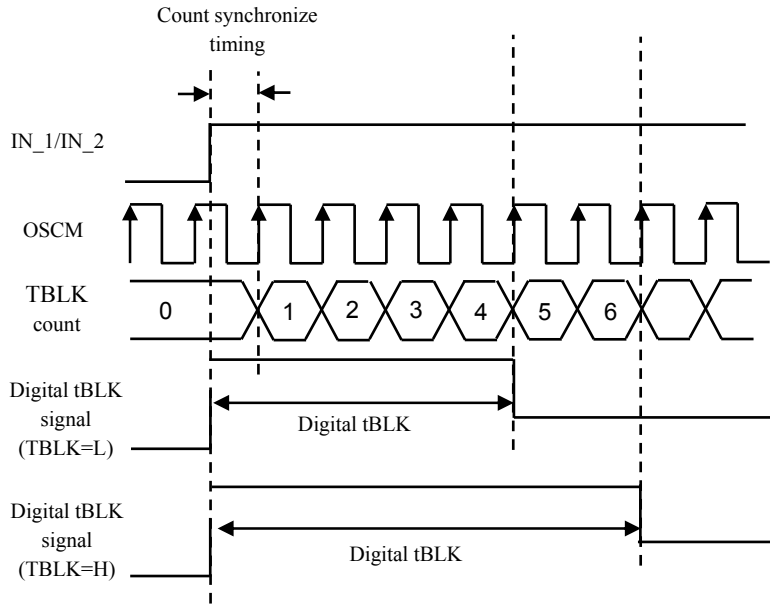 Count synchronize
timing
IN_1/IN_2
OSCM
TBLK
count
0
1
2
3
4
5
6
Digital tBLK
signal
(TBLK=L)
Digital tBLK
Digital tBLK
signal
(TBLK=H)
Digital tBLK